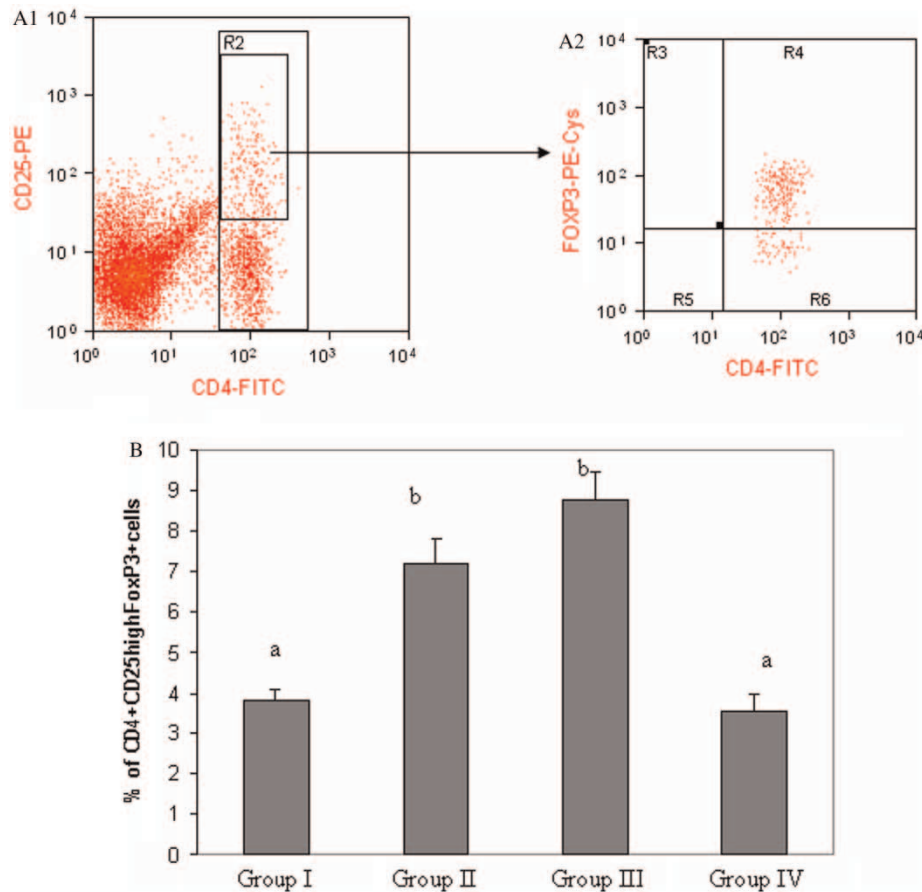 A1
10⁴
10³
10²
10¹
10⁰
CD25-PE
R2
10⁰ 10¹ 10² 10³ 10⁴
CD4-FITC
A2
10⁴
10³
10²
10¹
10⁰
FOXP3-PE-Cys
R3 R4
R5 R6
10⁰ 10¹ 10² 10³ 10⁴
CD4-FITC
B
% of CD4+CD25highFoxP3+cells
10
9
8
7
6
5
4
3
2
1
0
a b b a
Group I Group II Group III Group IV